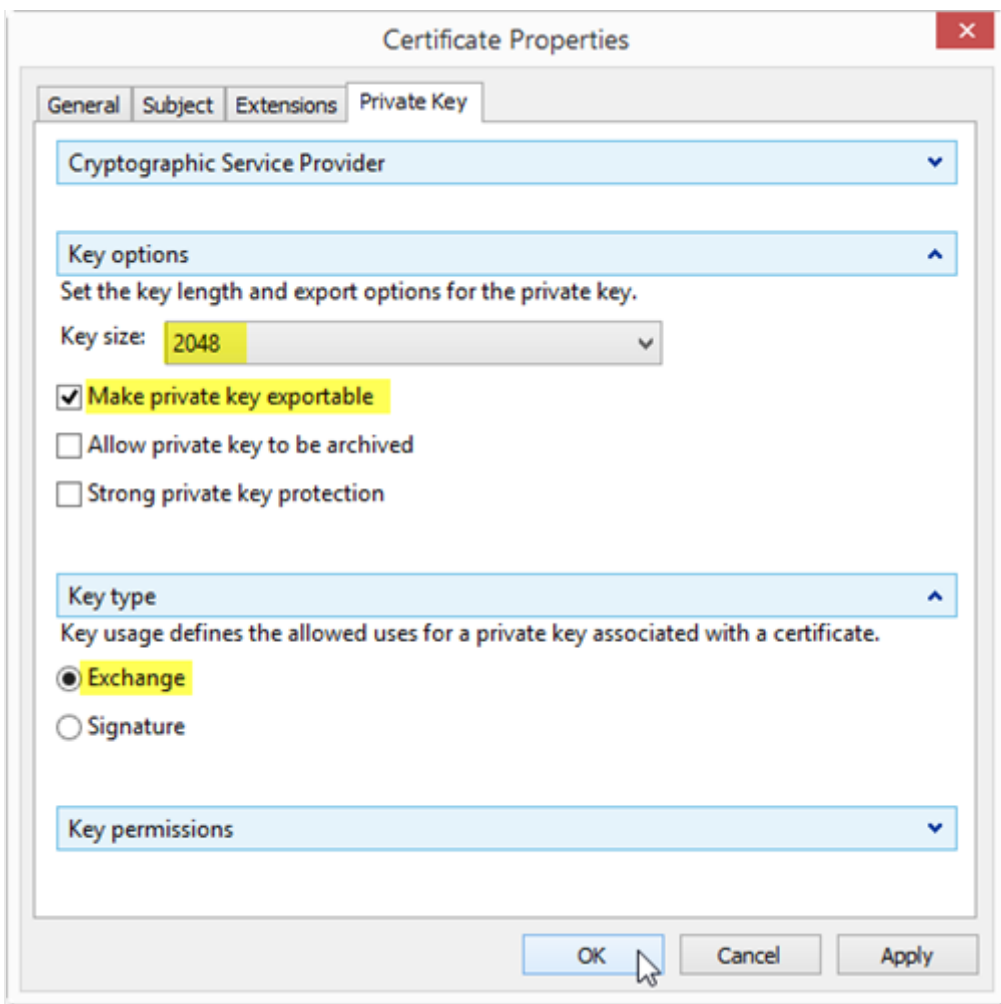 Certificate Properties
General Subject Extensions Private Key
Cryptographic Service Provider
Key options
Set the key length and export options for the private key.
Key size: 2048
Make private key exportable
Allow private key to be archived
Strong private key protection
Key type
Key usage defines the allowed uses for a private key associated with a certificate.
Exchange
Signature
Key permissions
OK Cancel Apply